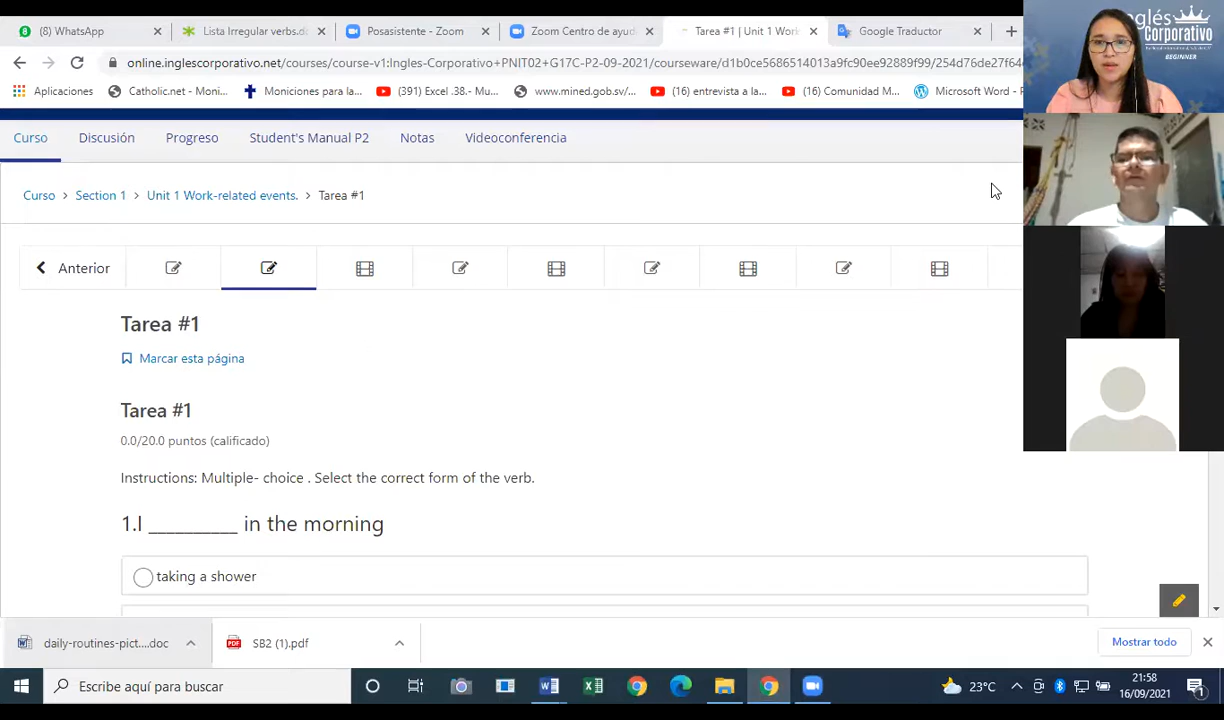 (8) WhatsApp
Lista Irregular verbs.d
Posasistente - Zoom
Zoom Centro de ayud
Tarea #1 | Unit 1 Work
Google Traductor
online.inglescorporativo.net/courses/course-v1:Ingles-Corporativo+PNIT02+G17C-P2-09-2021/courseware/d1b0ce5686514013a9fc90ee92889f99/254d76de27f64
Aplicaciones
Catholic.net - Moni...
Moniciones para la...
(391) Excel .38.- Mu...
www.mined.gob.sv/...
(16) entrevista a la...
(16) Comunidad M...
Microsoft Word - F
Inglés
Corporativo
BEGINNER
Curso
Discusión
Progreso
Student's Manual P2
Notas
Videoconferencia
Curso > Section 1 > Unit 1 Work-related events. > Tarea #1
Anterior
Tarea #1
Marcar esta página
Tarea #1
0.0/20.0 puntos (calificado)
Instructions: Multiple- choice . Select the correct form of the verb.
1.I __________ in the morning
taking a shower
daily-routines-pict....doc
SB2 (1).pdf
Mostrar todo
Escribe aquí para buscar
23°C
21:58
16/09/2021